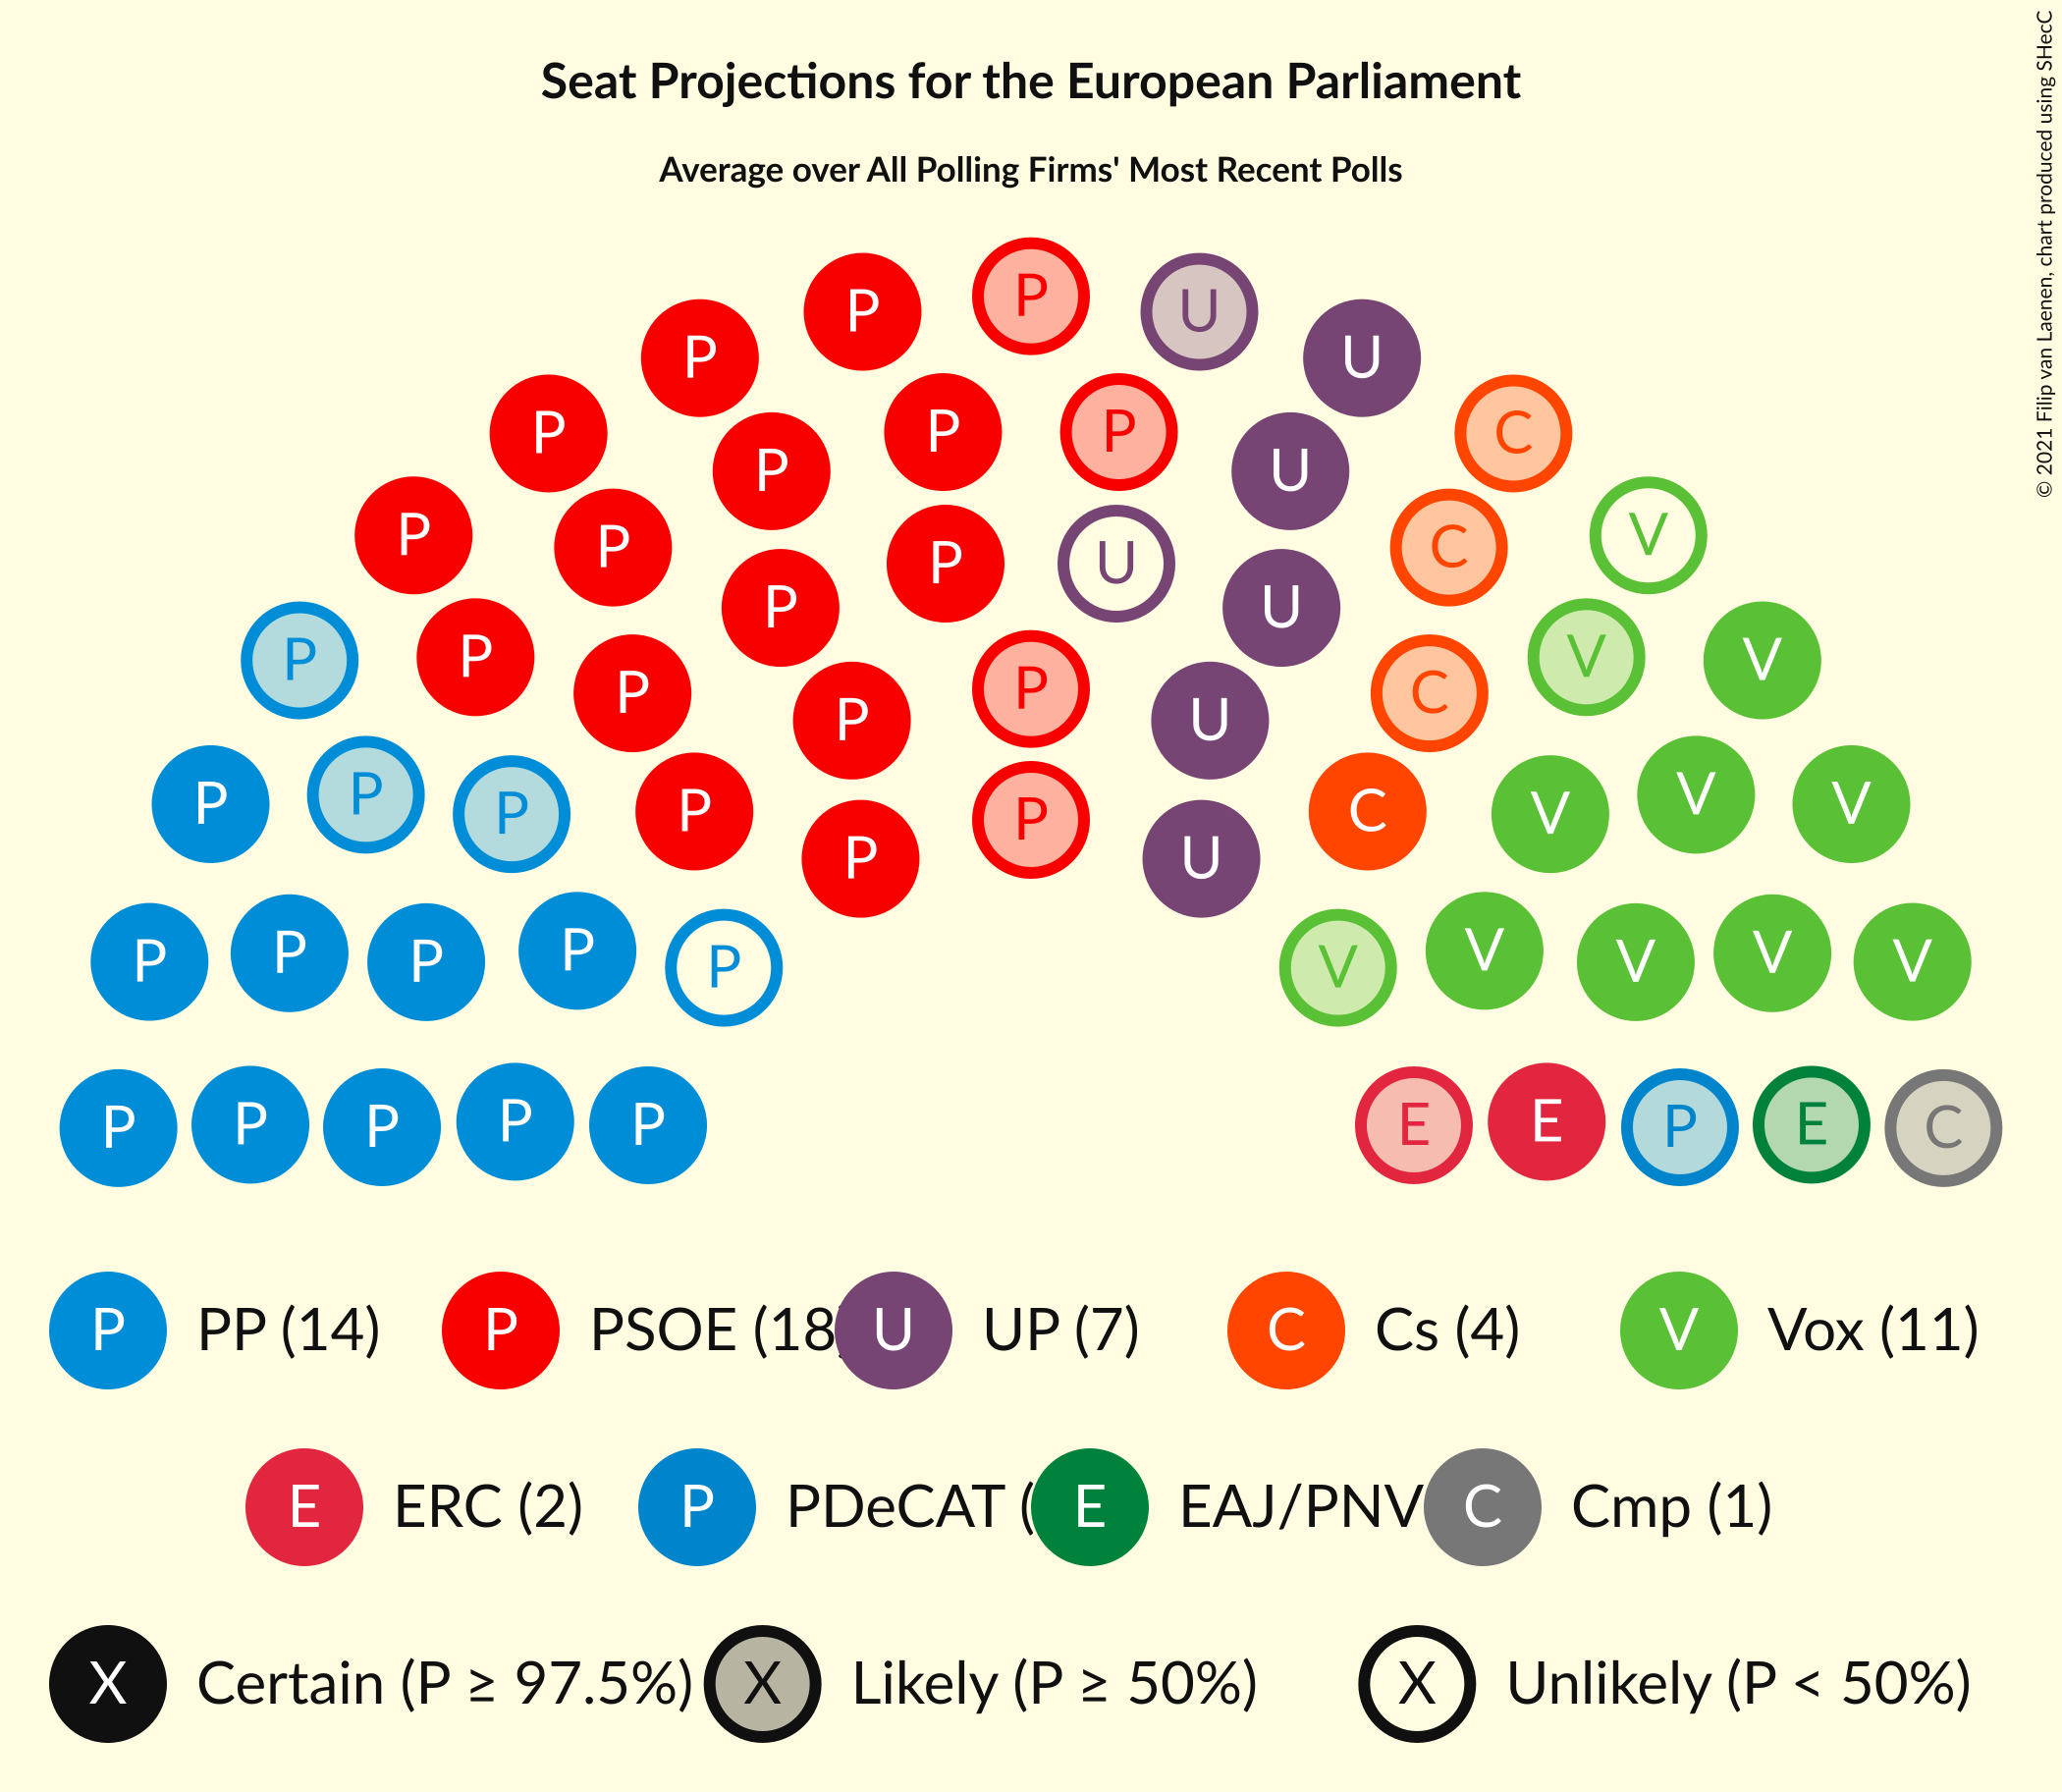 Seat Projections for the European Parliament
Average over All Polling Firms' Most Recent Polls
© 2021 Filip van Laenen, chart produced using SHecC
P U
P U
P P C
P P U
P P C V
P U
P P U
P P V V
P P C
P P U
P P P V V
P P C V V
P P U
P P P P P V V V V V
P P P P P E E P E C
P PP (14) P PSOE (18 U UP (7) C Cs (4) V Vox (11)
E ERC (2) P PDeCAT ( E EAJ/PNV C Cmp (1)
X Certain (P ≥ 97.5%) X Likely (P ≥ 50%) X Unlikely (P < 50%)